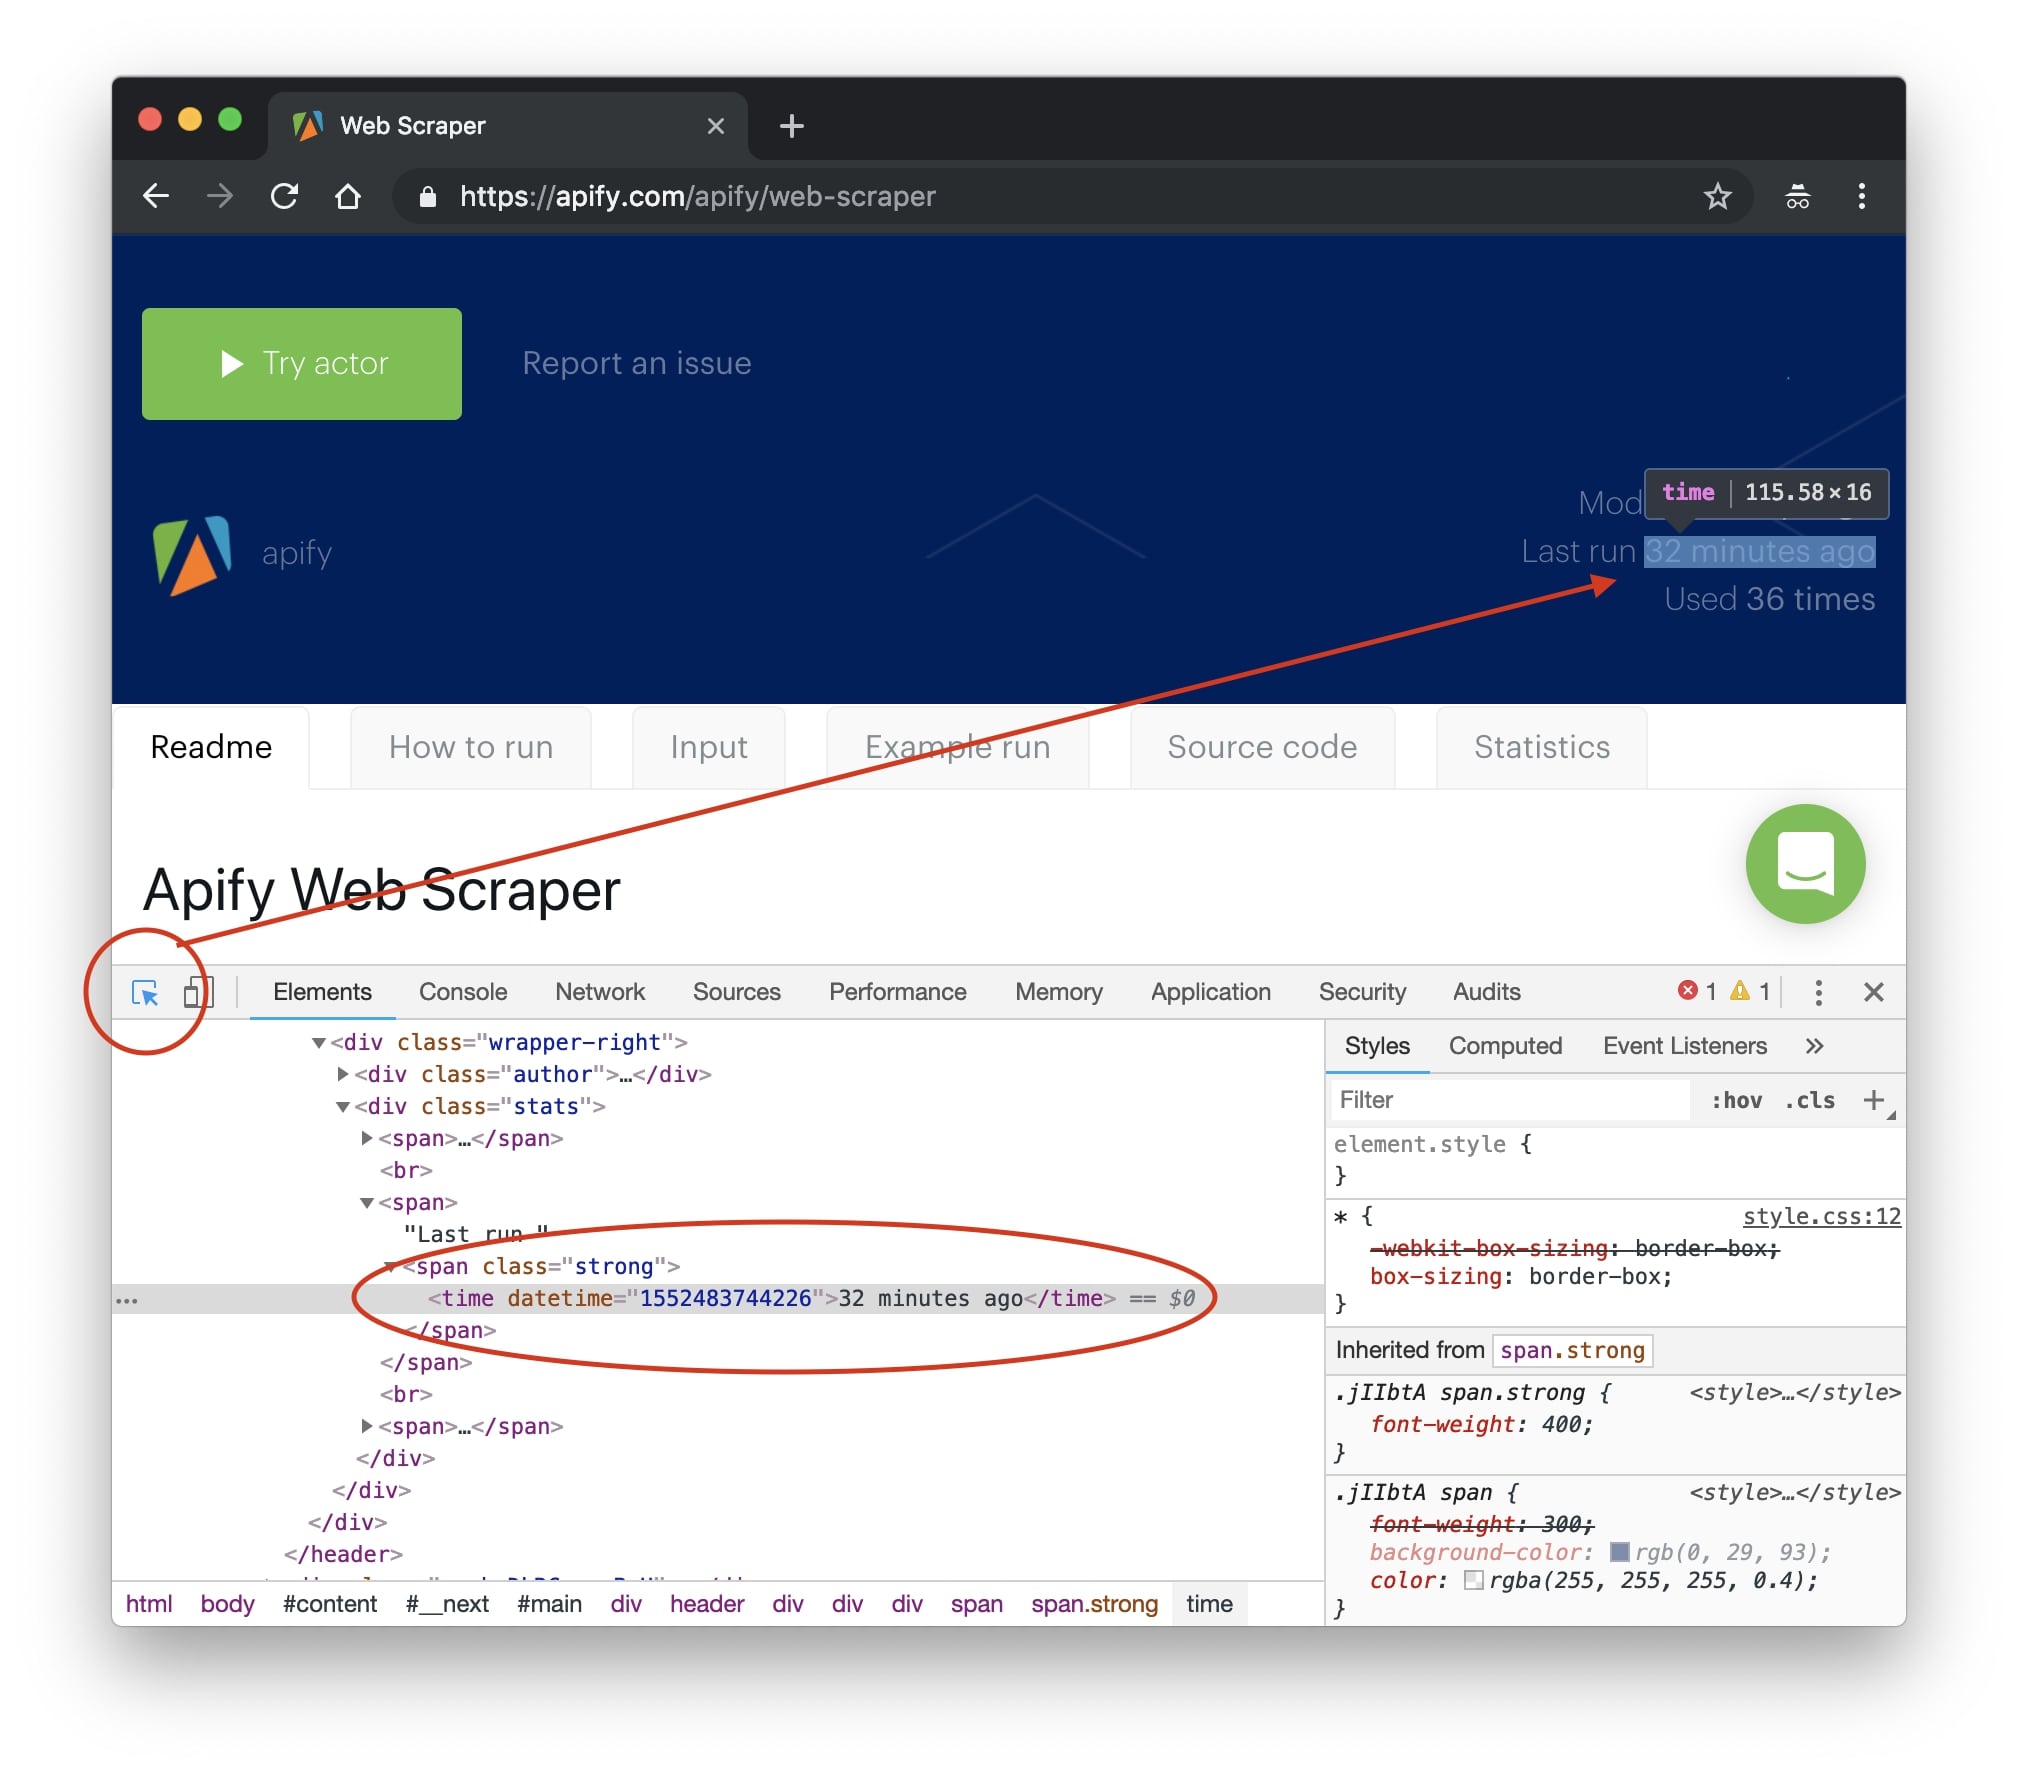 Web Scraper
https://apify.com/apify/web-scraper
Try actor
Report an issue
time 115.58×16
Mod
Last run 32 minutes ago
Used 36 times
apify
Readme
How to run
Input
Example run
Source code
Statistics
Apify Web Scraper
Elements Console Network Sources Performance Memory Application Security Audits 1 1
<div class="wrapper-right">
<div class="author">…</div>
<div class="stats">
<span>…</span>
<br>
<span>
"Last run "
<span class="strong">
<time datetime="1552483744226">32 minutes ago</time> == $0
</span>
</span>
<br>
<span>…</span>
</div>
</div>
</div>
</header>
html body #content #__next #main div header div div div span span.strong time
Styles Computed Event Listeners »
Filter :hov .cls +
element.style {
}
* { style.css:12
-webkit-box-sizing: border-box;
box-sizing: border-box;
}
Inherited from span.strong
.jIIbtA span.strong { <style>…</style>
font-weight: 400;
}
.jIIbtA span { <style>…</style>
font-weight: 300;
background-color: rgb(0, 29, 93);
color: rgba(255, 255, 255, 0.4);
}